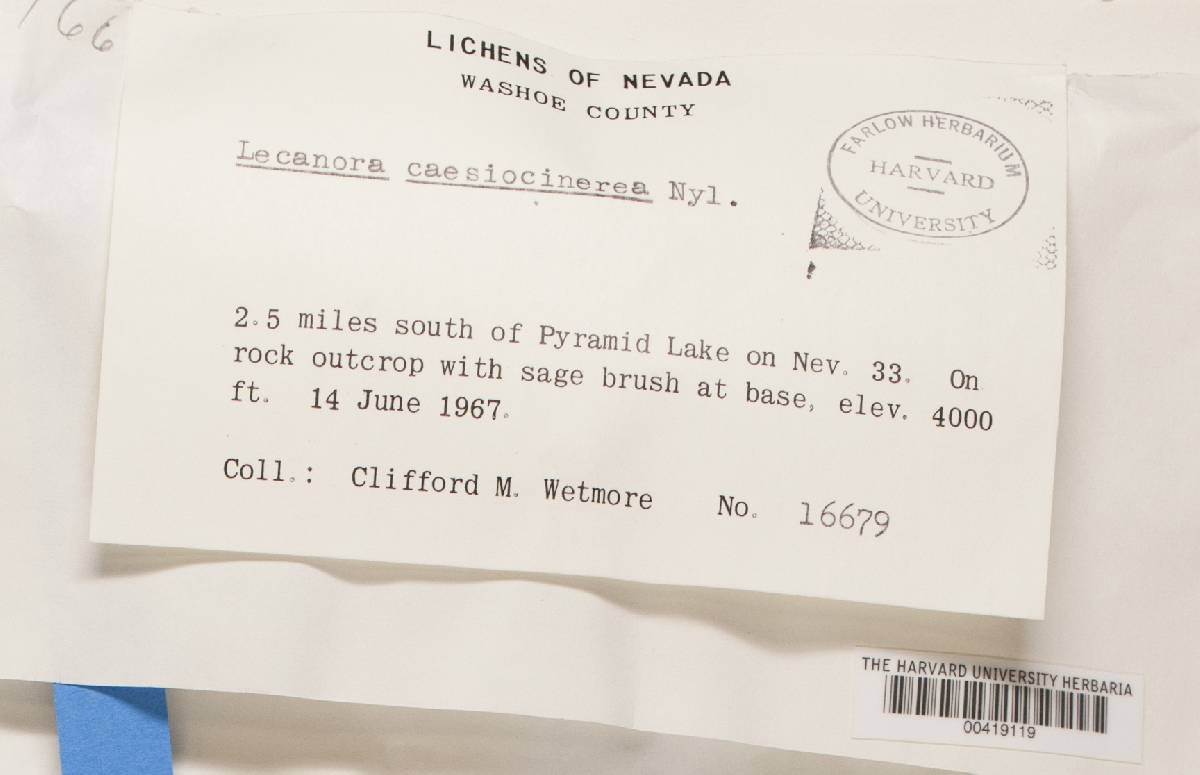 166
LICHENS OF NEVADA
WASHOE COUNTY
FARLOW HERBARIUM
HARVARD
UNIVERSITY
Lecanora caesiocinerea Nyl.
2.5 miles south of Pyramid Lake on Nev. 33. On
rock outcrop with sage brush at base, elev. 4000
ft. 14 June 1967.
Coll.: Clifford M. Wetmore No. 16679
THE HARVARD UNIVERSITY HERBARIA
00419119